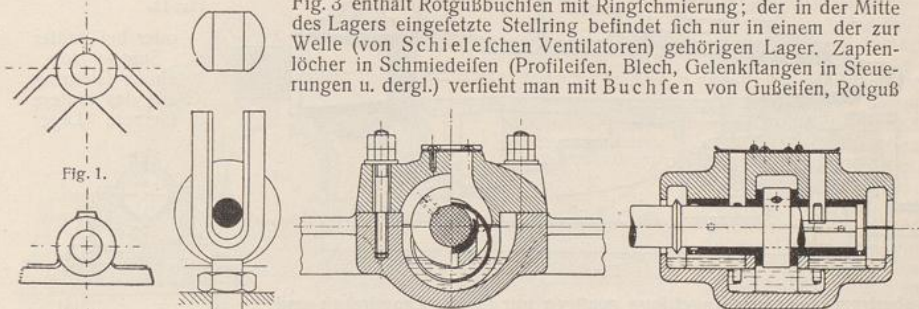 Fig. 3 enthält Rotgußbüchſen mit Ringſchmierung; der in der Mitte
des Lagers eingeſetzte Stellring befindet ſich nur in einem der zur
Welle (von Schieleſchen Ventilatoren) gehörigen Lager. Zapfen-
löcher in Schmiedeiſen (Profileiſen, Blech, Gelenkſtangen in Steue-
rungen u. dergl.) verſieht man mit Buchſen von Gußeiſen, Rotguß
Fig. 1.